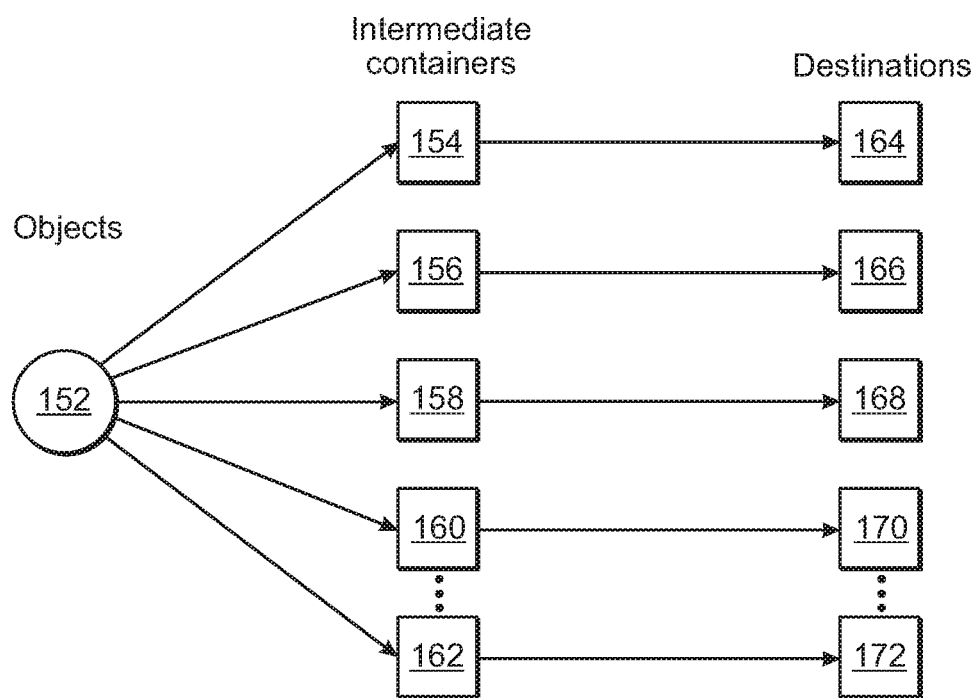 Intermediate
containers
Destinations
Objects
154
164
156
166
152
158
168
160
170
162
172